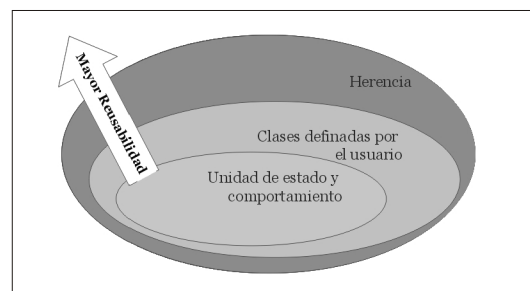 Mayor Reusabilidad
Herencia
Clases definadas por
el usuario
Unidad de estado y
comportamiento